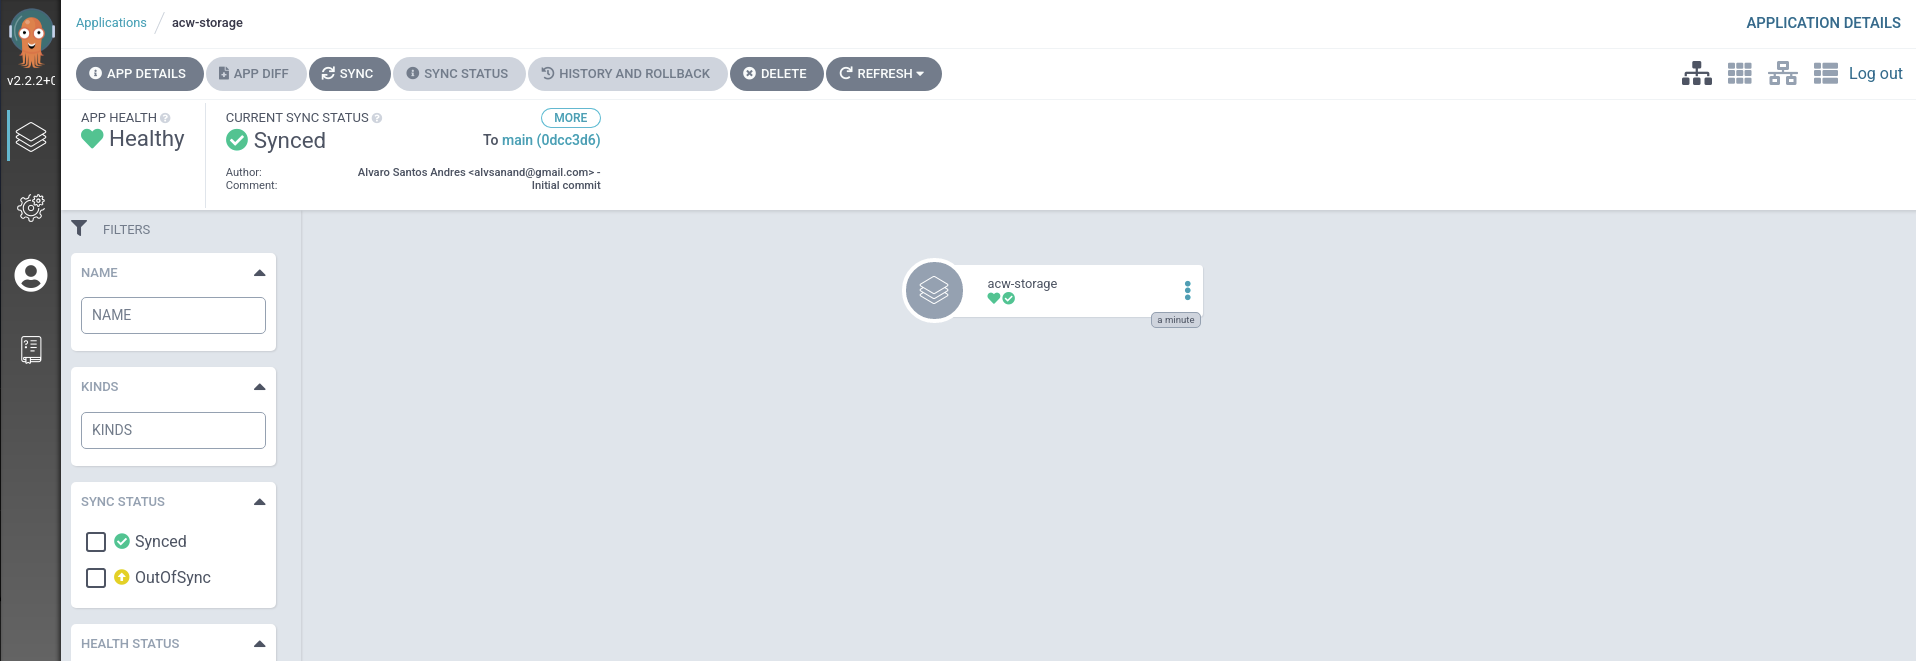 Applications / acw-storage
APPLICATION DETAILS
v2.2.2+0
APP DETAILS
APP DIFF
SYNC
SYNC STATUS
HISTORY AND ROLLBACK
DELETE
REFRESH
Log out
APP HEALTH
Healthy
CURRENT SYNC STATUS
MORE
Synced
To main (0dcc3d6)
Author: Alvaro Santos Andres <alvsanand@gmail.com> -
Comment: Initial commit
FILTERS
NAME
NAME
KINDS
KINDS
SYNC STATUS
Synced
OutOfSync
HEALTH STATUS
acw-storage
a minute